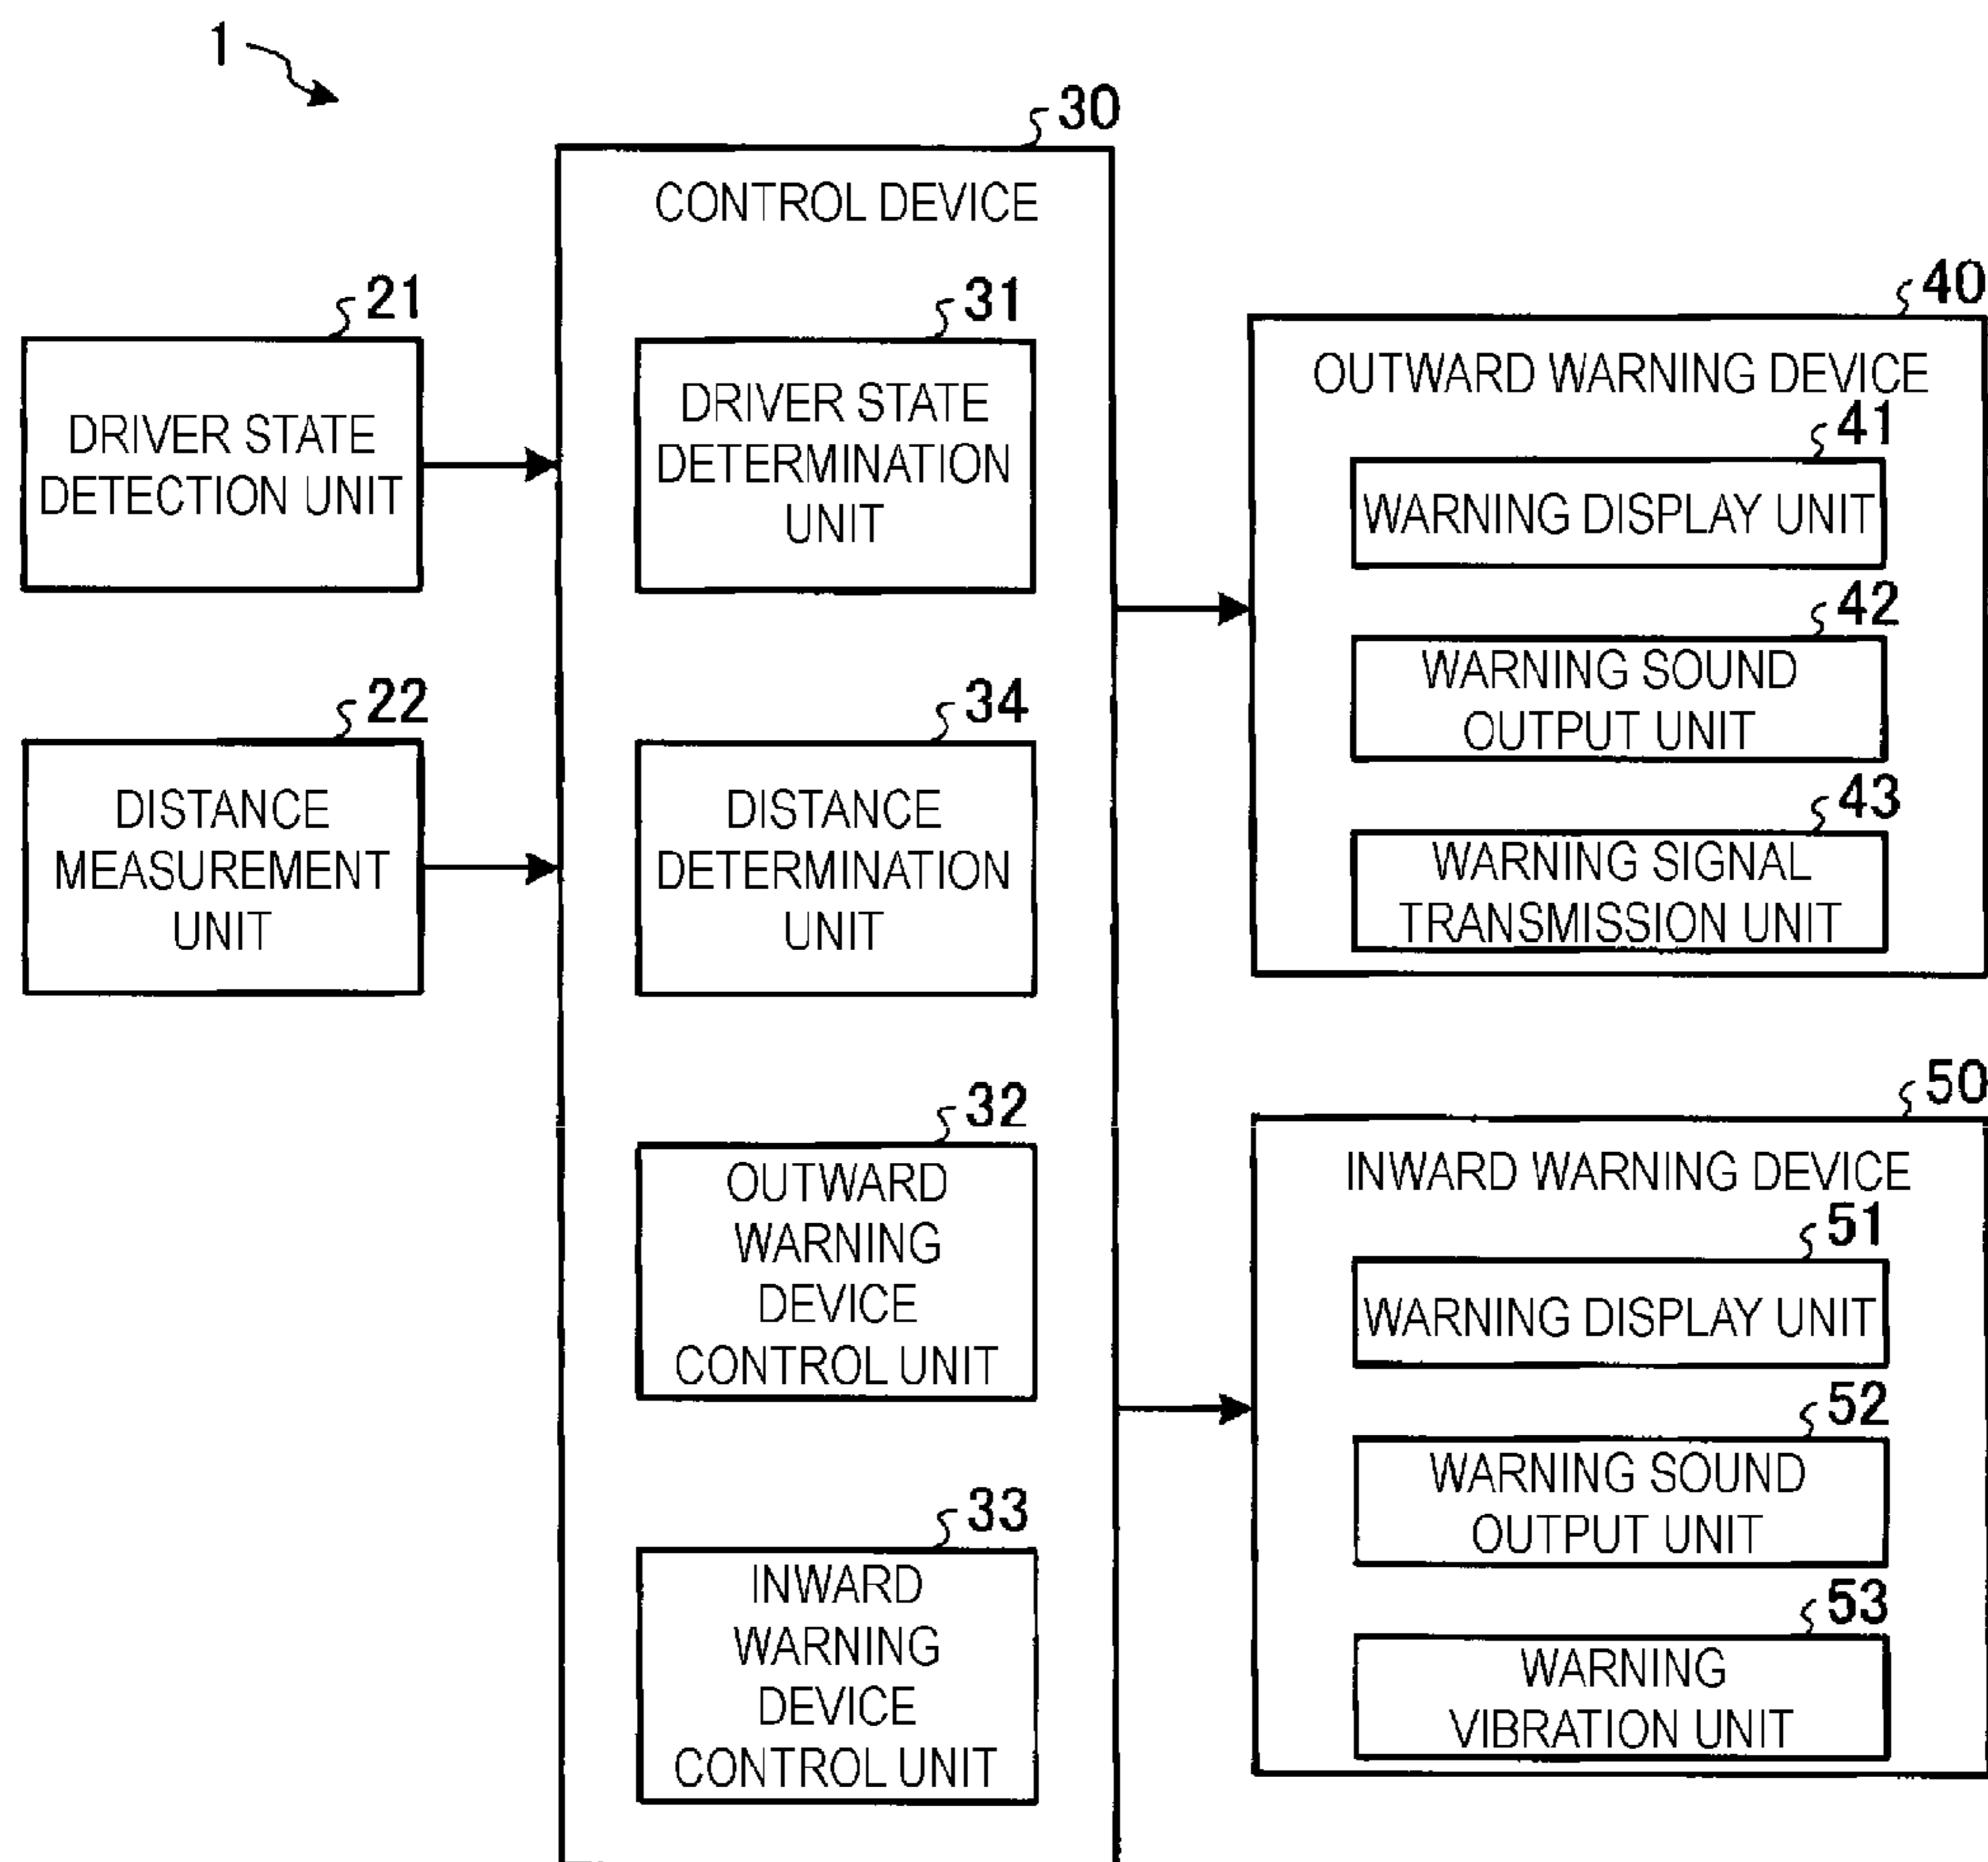 1
30
CONTROL DEVICE
21
DRIVER STATE
DETECTION UNIT
22
DISTANCE
MEASUREMENT
UNIT
31
DRIVER STATE
DETERMINATION
UNIT
34
DISTANCE
DETERMINATION
UNIT
32
OUTWARD
WARNING
DEVICE
CONTROL UNIT
33
INWARD
WARNING
DEVICE
CONTROL UNIT
40
OUTWARD WARNING DEVICE
41
WARNING DISPLAY UNIT
42
WARNING SOUND
OUTPUT UNIT
43
WARNING SIGNAL
TRANSMISSION UNIT
50
INWARD WARNING DEVICE
51
WARNING DISPLAY UNIT
52
WARNING SOUND
OUTPUT UNIT
53
WARNING
VIBRATION UNIT